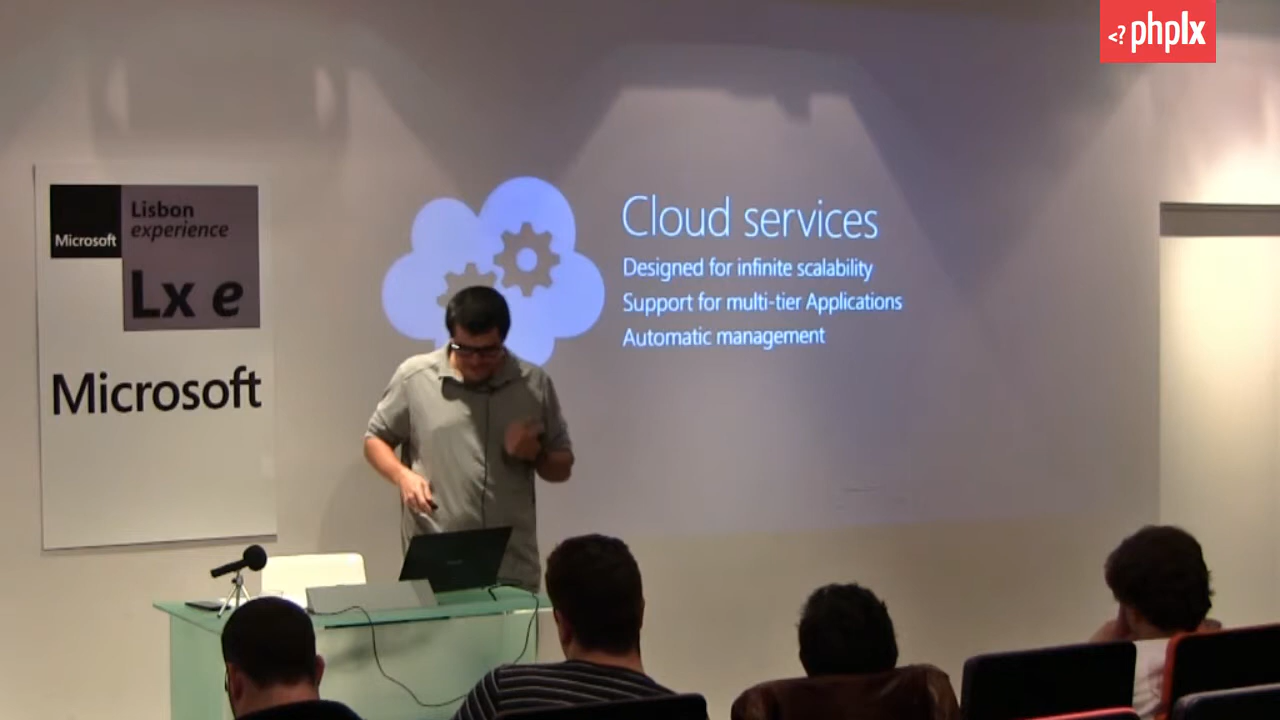 <? phplx
Microsoft
Lisbon
experience
Lx e
Microsoft
Cloud services
Designed for infinite scalability
Support for multi-tier Applications
Automatic management